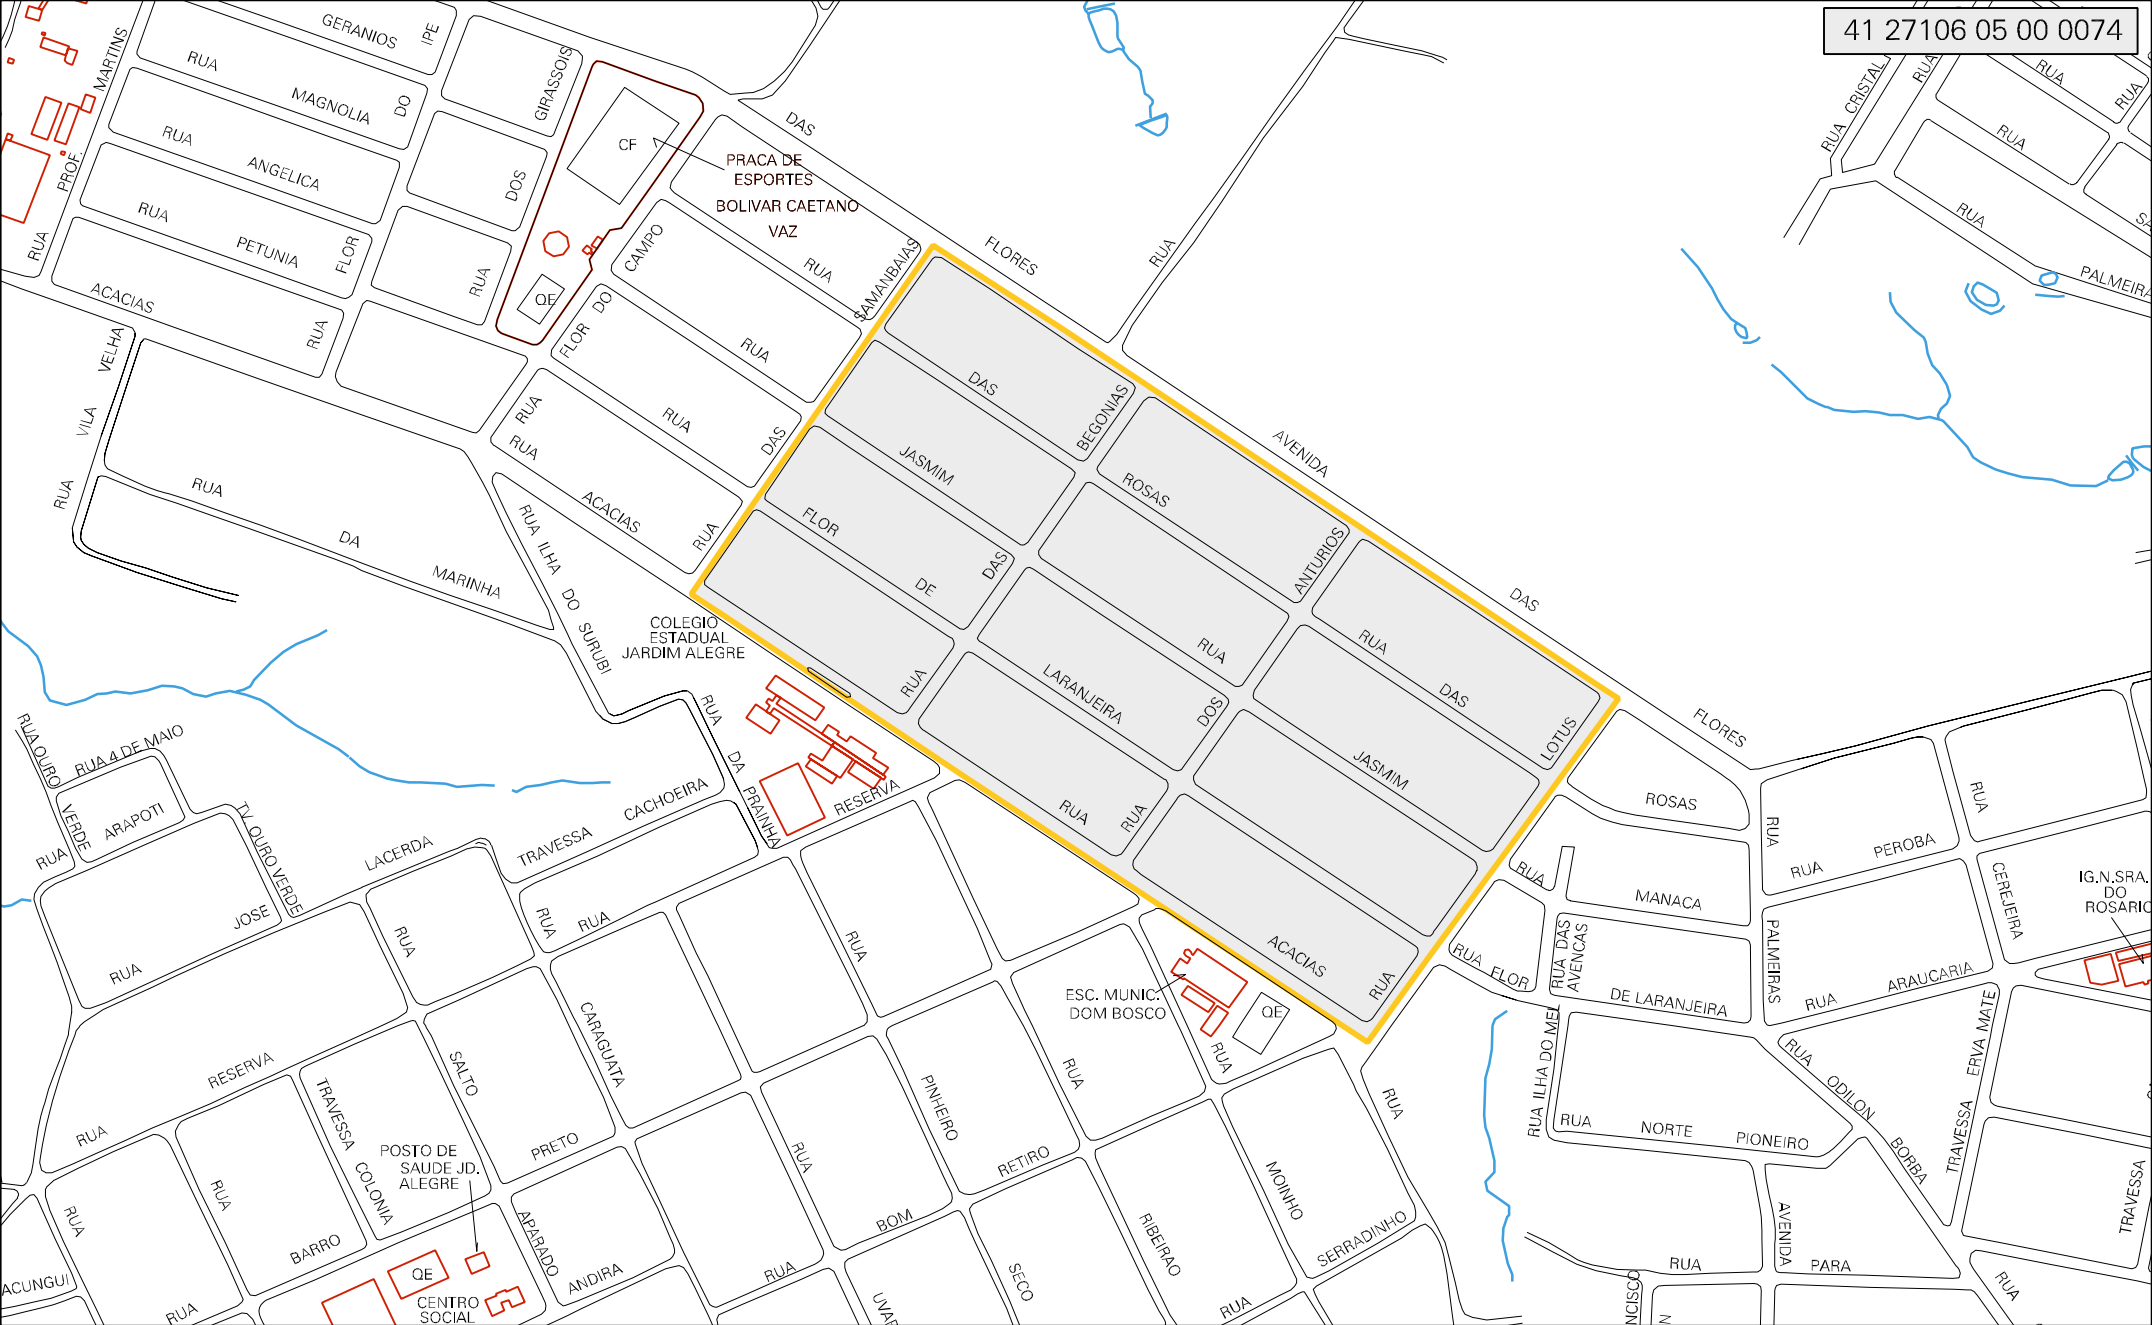 41 27106 05 00 0074
GERANIOS
IPE
RUA
MAGNOLIA
DO
GIRASSOIS
MARTINS
PROF.
RUA
RUA
ANGELICA
DOS
RUA
PETUNIA
FLOR
RUA
ACACIAS
RUA
CF
PRACA DE
ESPORTES
BOLIVAR CAETANO
VAZ
QE
DAS
FLORES
AVENIDA
DAS
FLORES
RUA
CAMPO
DO
FLOR
RUA
RUA
RUA
RUA
SAMANBAIAS
DAS
RUA
RUA
ACACIAS
VELHA
VILA
RUA
RUA
DA
MARINHA
RUA ILHA DO SURUBI
COLEGIO
ESTADUAL
JARDIM ALEGRE
DAS
BEGONIAS
JASMIM
ROSAS
FLOR
DE
DAS
RUA
ANTURIOS
RUA
LARANJEIRA
DOS
RUA
RUA
RUA
DAS
LOTUS
JASMIM
ACACIAS
RUA
RUA CRISTAL
RUA
RUA
RUA
RUA
RUA
PALMEIRA
RUA OURO
VERDE
RUA 4 DE MAIO
ARAPOTI
RUA
TV. OURO VERDE
JOSE
LACERDA
RUA
TRAVESSA
CACHOEIRA
RUA
DA
PRAINHA
RESERVA
RUA
RUA
RUA
RUA
CARAGUATA
RESERVA
RUA
SALTO
TRAVESSA
COLONIA
POSTO DE
SAUDE JD.
ALEGRE
PRETO
APARADO
ANDIRA
BARRO
RUA
RUA
ACUNGUI
RUA
QE
CENTRO
SOCIAL
PINHEIRO
RUA
BOM
RUA
RETIRO
SECO
RIBEIRAO
RUA
RUA
MOINHO
SERRADINHO
RUA
ESC. MUNIC.
DOM BOSCO
QE
RUA
RUA
ROSAS
MANACA
RUA DAS
AVENCAS
RUA
FLOR
DE LARANJEIRA
RUA
PALMEIRAS
RUA
PEROBA
RUA
CEREJEIRA
IG.N.SRA.
DO
ROSARIO
RUA
ARAUCARIA
RUA ILHA DO MEL
RUA
ODILON
BORBA
TRAVESSA
ERVA MATE
RUA
NORTE
PIONEIRO
AVENIDA
RUA
PARA
RUA
TRAVESSA